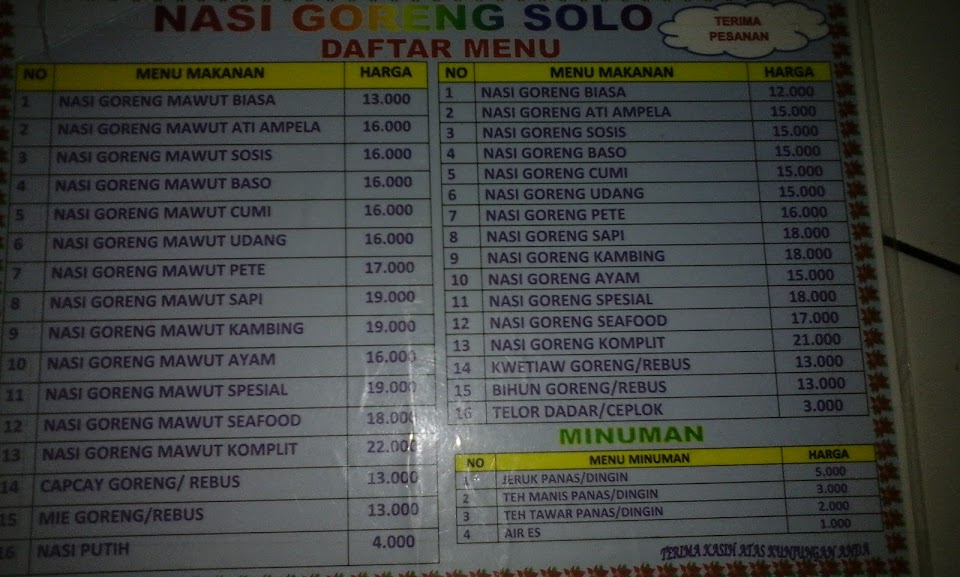 NASI GORENG SOLO
TERIMA
PESANAN
DAFTAR MENU
NO MENU MAKANAN HARGA
1 NASI GORENG MAWUT BIASA 13.000
2 NASI GORENG MAWUT ATI AMPELA 16.000
3 NASI GORENG MAWUT SOSIS 16.000
4 NASI GORENG MAWUT BASO 16.000
5 NASI GORENG MAWUT CUMI 16.000
6 NASI GORENG MAWUT UDANG 16.000
7 NASI GORENG MAWUT PETE 17.000
8 NASI GORENG MAWUT SAPI 19.000
9 NASI GORENG MAWUT KAMBING 19.000
10 NASI GORENG MAWUT AYAM 16.000
11 NASI GORENG MAWUT SPESIAL 19.000
12 NASI GORENG MAWUT SEAFOOD 18.000
13 NASI GORENG MAWUT KOMPLIT 22.000
14 CAPCAY GORENG/ REBUS 13.000
15 MIE GORENG/REBUS 13.000
16 NASI PUTIH 4.000
NO MENU MAKANAN HARGA
1 NASI GORENG BIASA 12.000
2 NASI GORENG ATI AMPELA 15.000
3 NASI GORENG SOSIS 15.000
4 NASI GORENG BASO 15.000
5 NASI GORENG CUMI 15.000
6 NASI GORENG UDANG 15.000
7 NASI GORENG PETE 16.000
8 NASI GORENG SAPI 18.000
9 NASI GORENG KAMBING 18.000
10 NASI GORENG AYAM 15.000
11 NASI GORENG SPESIAL 18.000
12 NASI GORENG SEAFOOD 17.000
13 NASI GORENG KOMPLIT 21.000
14 KWETIAW GORENG/REBUS 13.000
15 BIHUN GORENG/REBUS 13.000
16 TELOR DADAR/CEPLOK 3.000
MINUMAN
NO MENU MINUMAN HARGA
1 JERUK PANAS/DINGIN 5.000
2 TEH MANIS PANAS/DINGIN 3.000
3 TEH TAWAR PANAS/DINGIN 2.000
4 AIR ES 1.000
TERIMA KASIH ATAS KUNJUNGAN ANDA